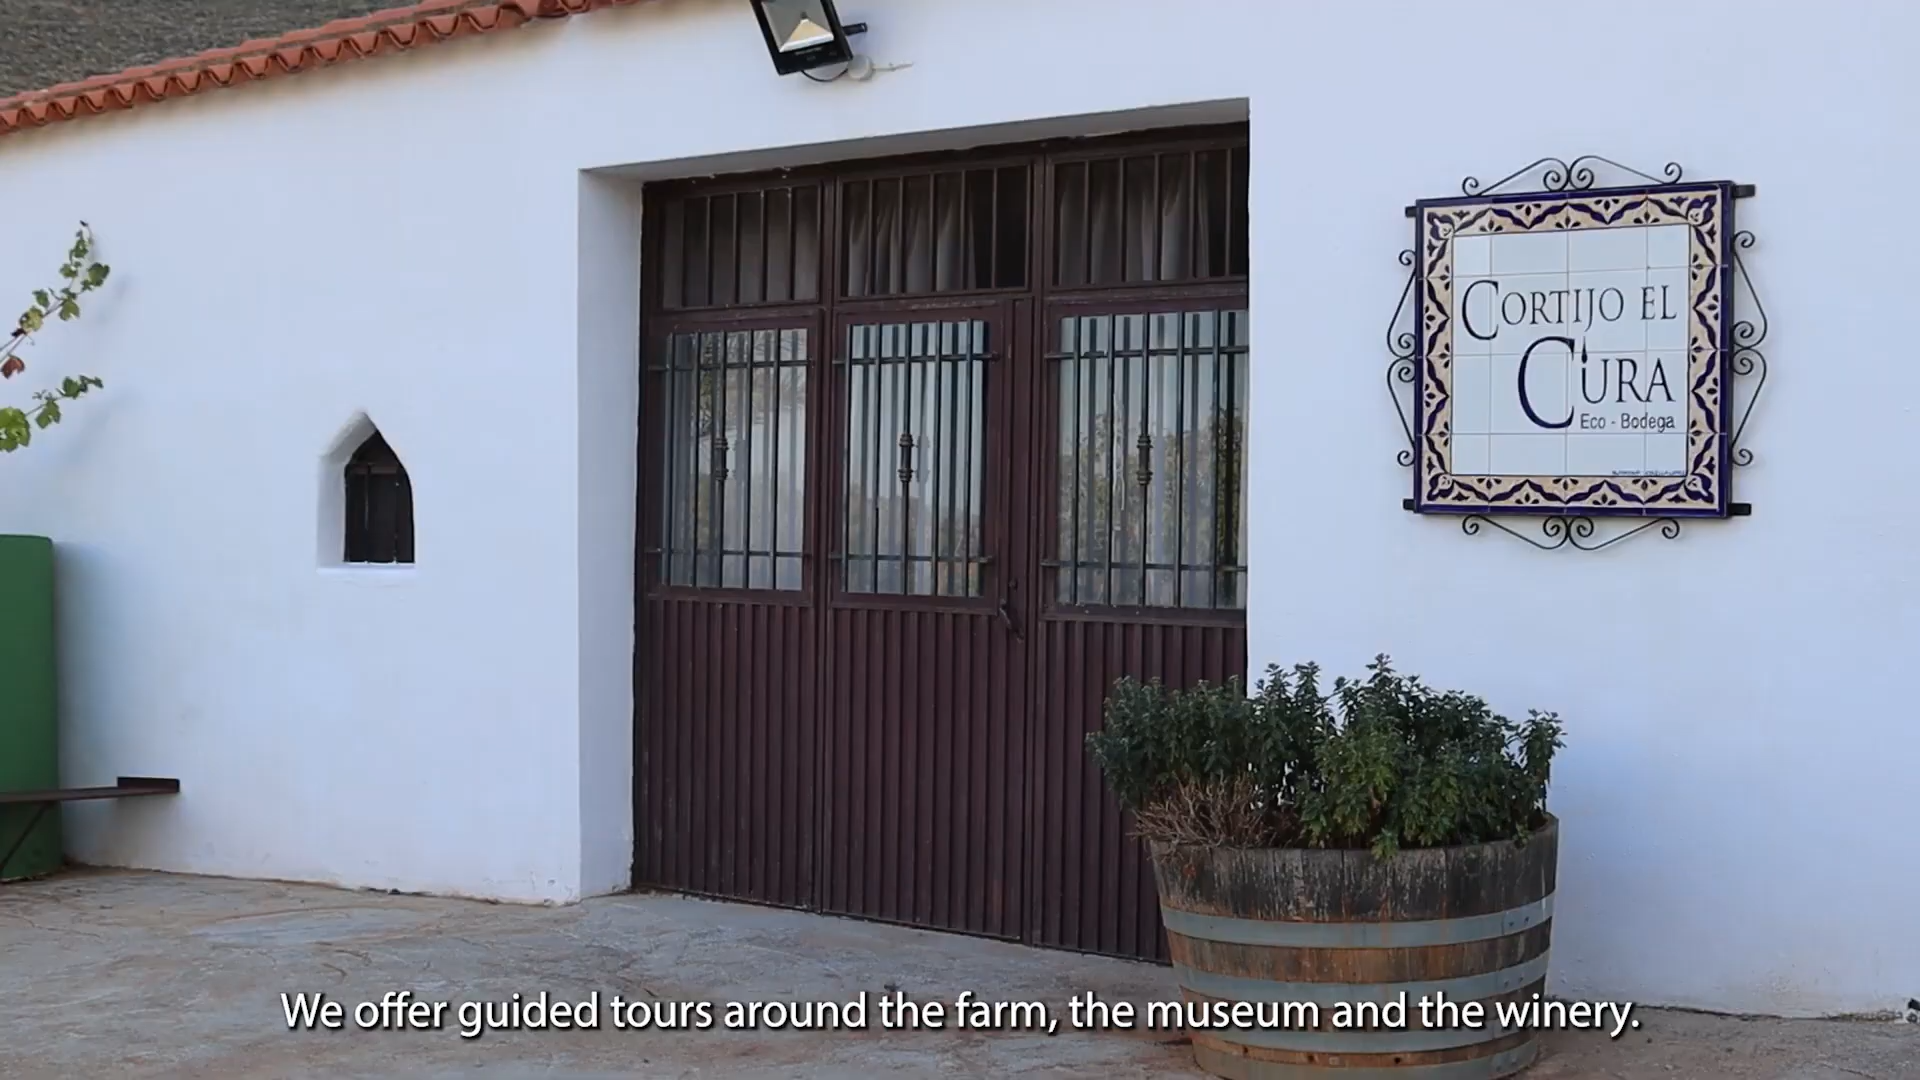 CORTIJO EL
CURA
Eco - Bodega
We offer guided tours around the farm, the museum and the winery.